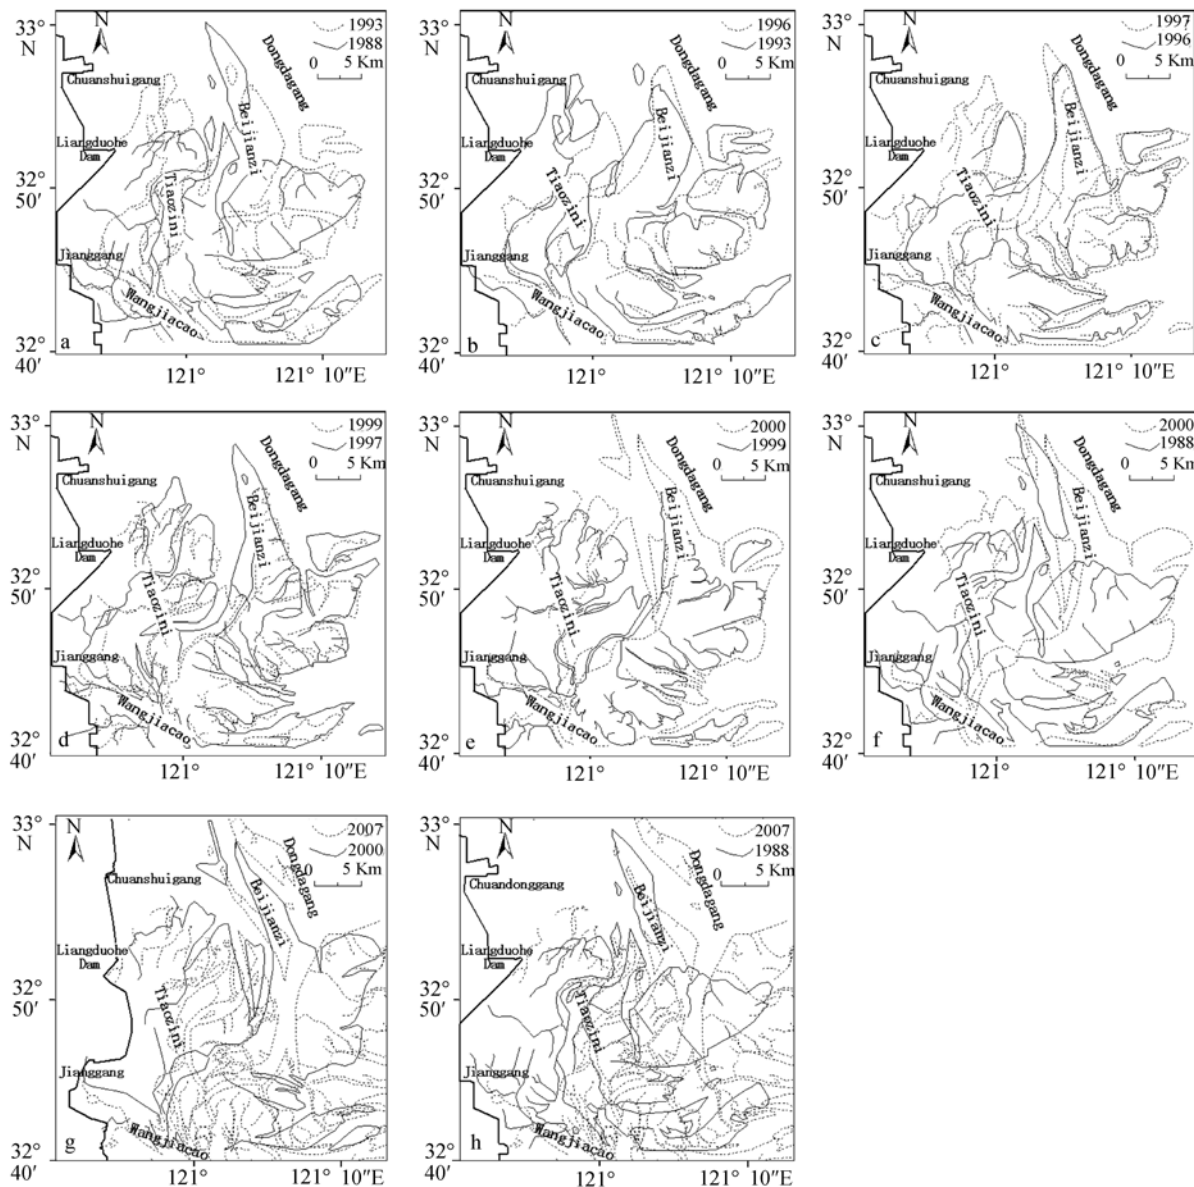 33°
N
N
1993
1988
0 5 Km
Dongdagang
Chuanshuigang
Beijianzi
Liangduohe
Dam
Tiaozini
32°
50′
Jianggang
Wangjiacao
a
32°
40′
121°
121° 10″E
33°
N
N
1996
1993
0 5 Km
Dongdagang
Chuanshuigang
Beijianzi
Liangduohe
Dam
Tiaozini
32°
50′
Jianggang
Wangjiacao
b
32°
40′
121°
121° 10″E
33°
N
N
1997
1996
0 5 Km
Dongdagang
Chuanshuigang
Beijianzi
Liangduohe
Dam
Tiaozini
32°
50′
Jianggang
Wangjiacao
c
32°
40′
121°
121° 10″E
33°
N
N
1999
1997
0 5 Km
Dongdagang
Chuanshuigang
Beijianzi
Liangduohe
Dam
Tiaozini
32°
50′
Jianggang
Wangjiacao
d
32°
40′
121°
121° 10″E
33°
N
N
2000
1999
0 5 Km
Dongdagang
Chuanshuigang
Beijianzi
Liangduohe
Dam
Tiaozini
32°
50′
Jianggang
Wangjiacao
e
32°
40′
121°
121° 10″E
33°
N
N
2000
1988
0 5 Km
Dongdagang
Chuanshuigang
Beijianzi
Liangduohe
Dam
Tiaozini
32°
50′
Jianggang
Wangjiacao
f
32°
40′
121°
121° 10″E
33°
N
N
2007
2000
0 5 Km
Dongdagang
Chuanshuigang
Beijianzi
Liangduohe
Dam
Tiaozini
32°
50′
Jianggang
Wangjiacao
g
32°
40′
121°
121° 10″E
33°
N
N
2007
1988
0 5 Km
Dongdagang
Chuandonggang
Beijianzi
Liangduohe
Dam
Tiaozini
32°
50′
Jianggang
Wangjiacao
h
32°
40′
121°
121° 10″E